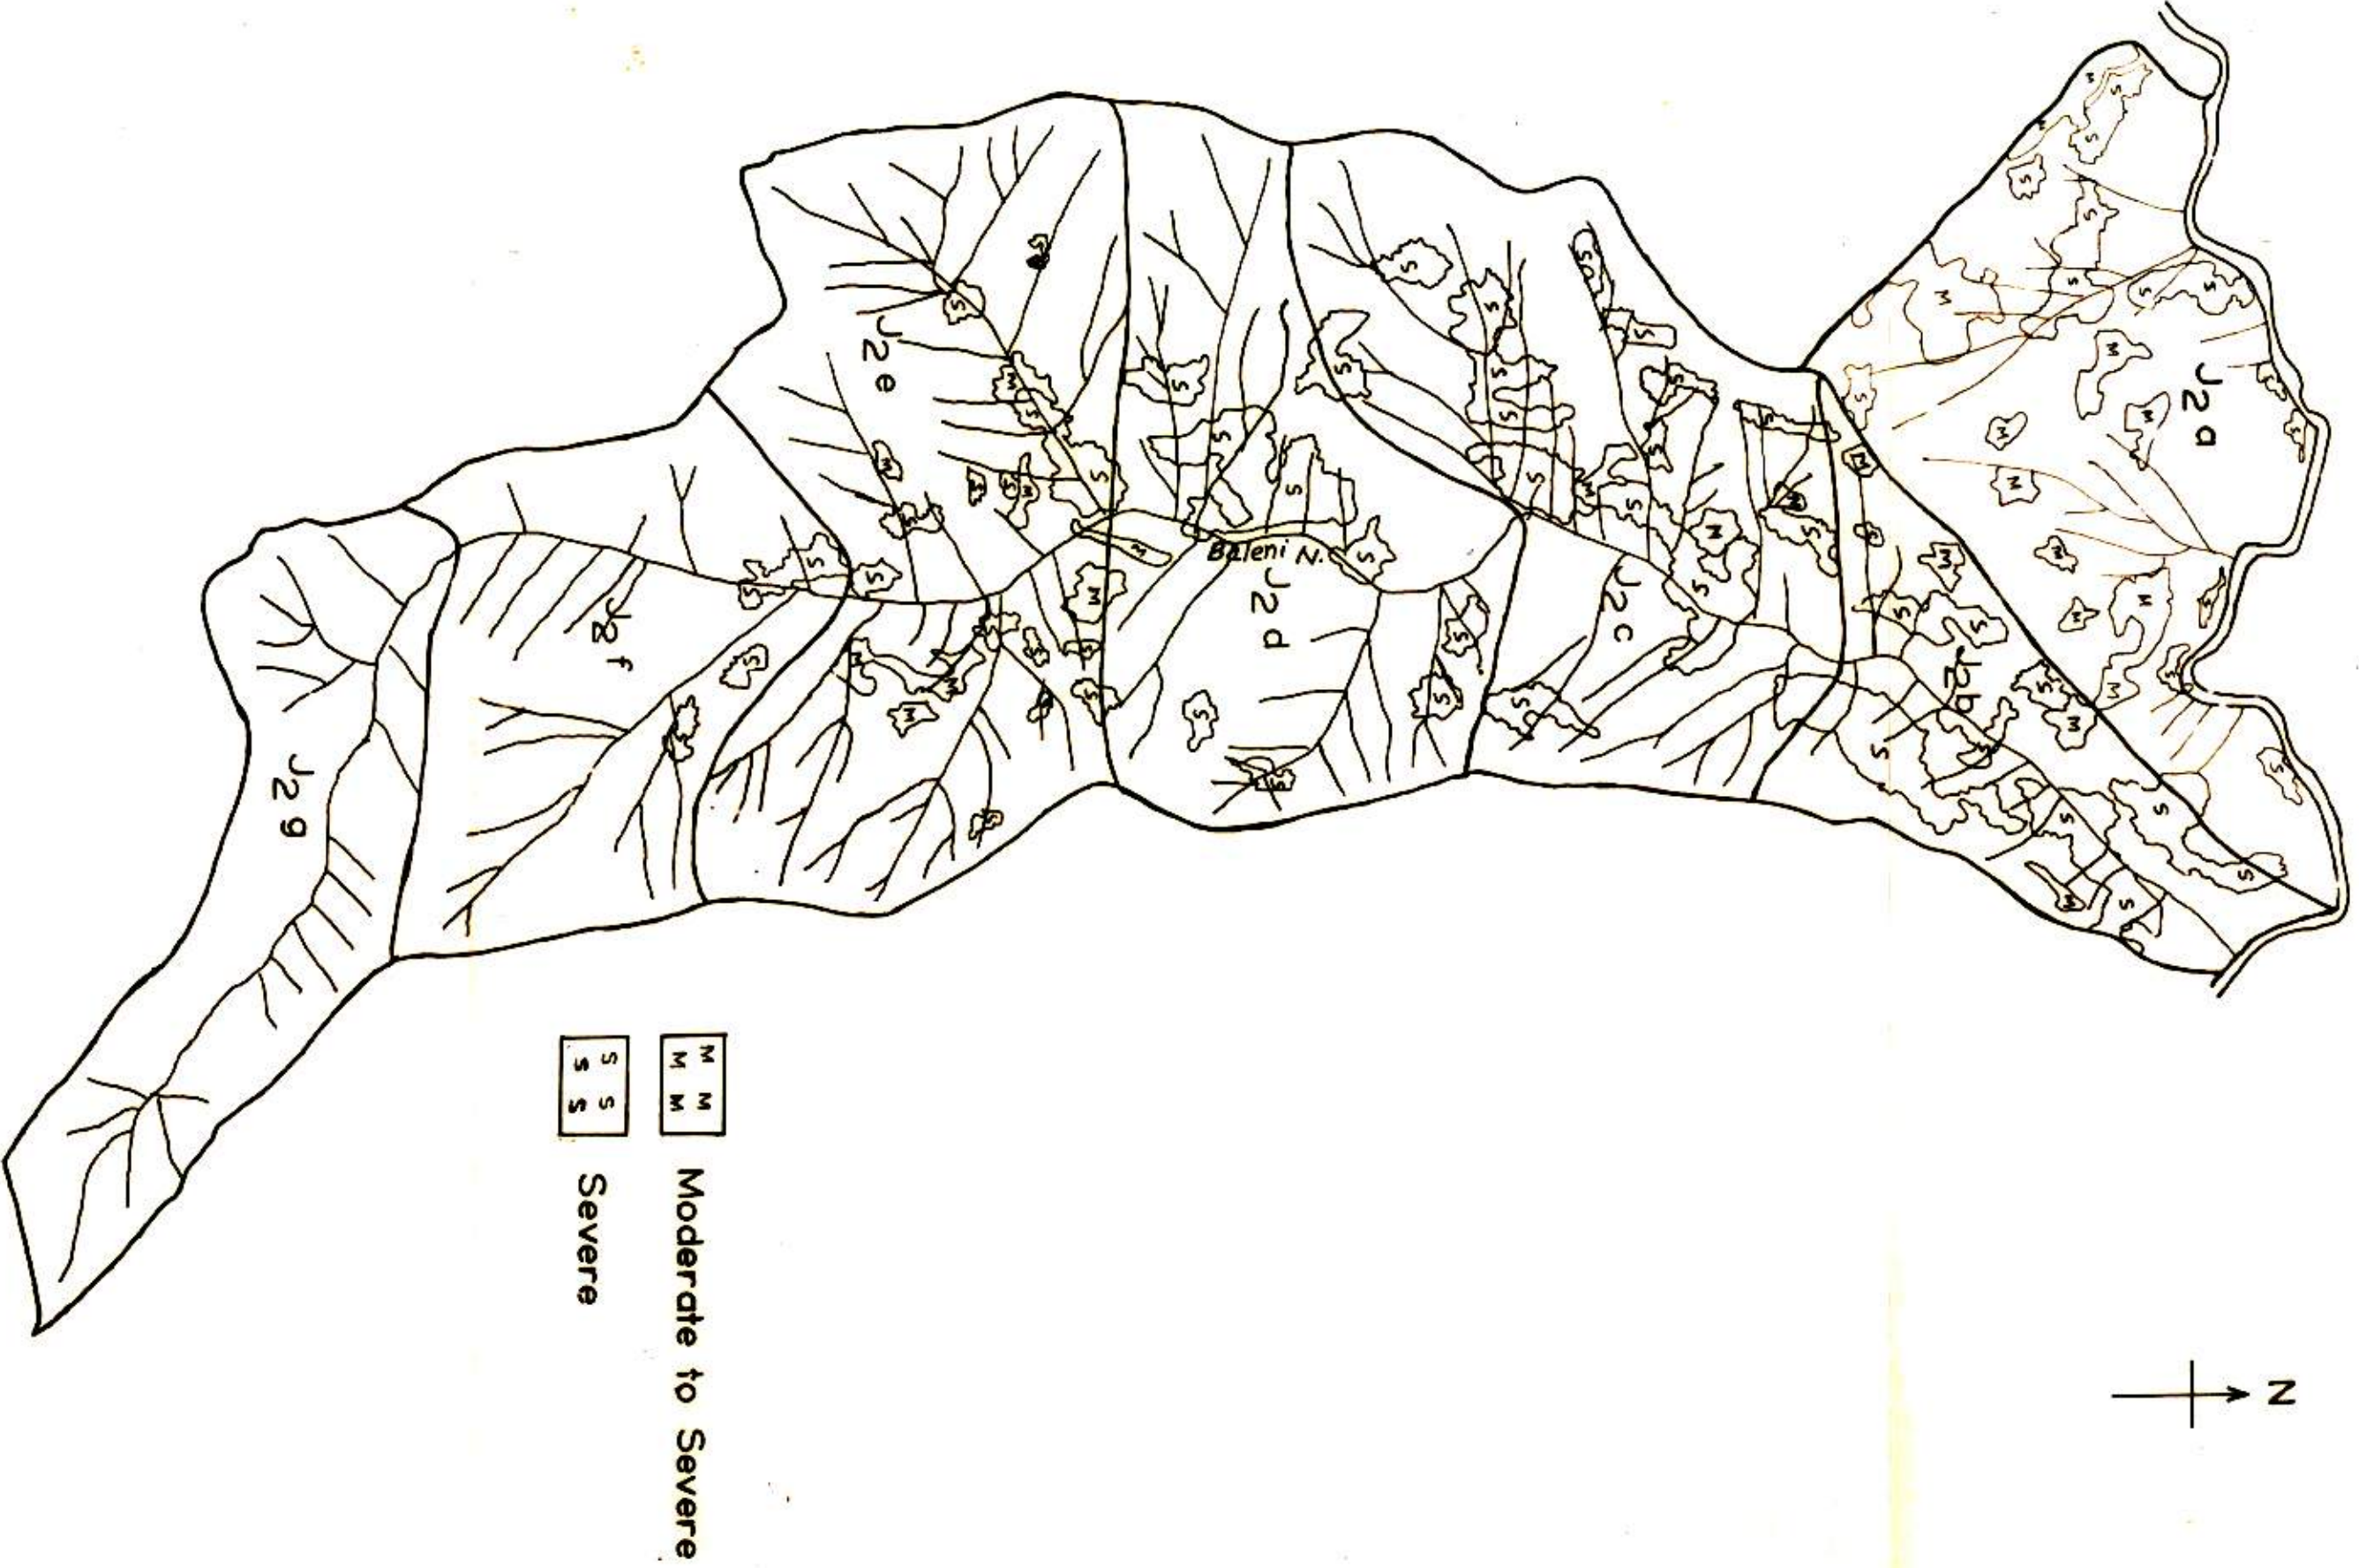 J2a
J2b
J2c
Baleni N.
J2d
J2e
J2f
J2g
M M
M M
Moderate to Severe
S S
S S
Severe
N